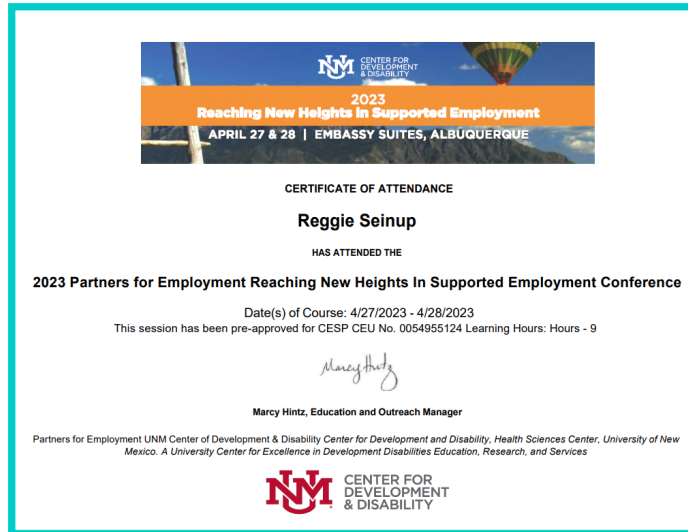 UNM CENTER FOR
DEVELOPMENT
& DISABILITY
2023
Reaching New Heights in Supported Employment
APRIL 27 & 28 | EMBASSY SUITES, ALBUQUERQUE
CERTIFICATE OF ATTENDANCE
Reggie Seinup
HAS ATTENDED THE
2023 Partners for Employment Reaching New Heights In Supported Employment Conference
Date(s) of Course: 4/27/2023 - 4/28/2023
This session has been pre-approved for CESP CEU No. 0054955124 Learning Hours: Hours - 9
Marcy Hintz
Marcy Hintz, Education and Outreach Manager
Partners for Employment UNM Center of Development & Disability Center for Development and Disability, Health Sciences Center, University of New
Mexico. A University Center for Excellence in Development Disabilities Education, Research, and Services
UNM CENTER FOR
DEVELOPMENT
& DISABILITY